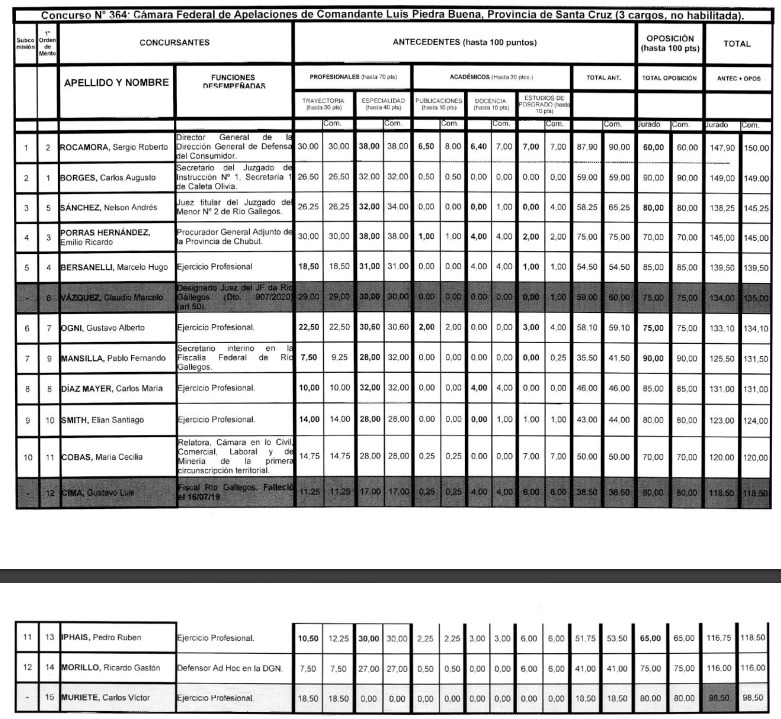 Concurso N° 364: Cámara Federal de Apelaciones de Comandante Luis Piedra Buena, Provincia de Santa Cruz (3 cargos, no habilitada).
Subco misión | 1° Orden de Mérito | CONCURSANTES | ANTECEDENTES (hasta 100 puntos) | OPOSICIÓN (hasta 100 pts) | TOTAL
APELLIDO Y NOMBRE | FUNCIONES DESEMPEÑADAS | PROFESIONALES (hasta 70 pts) | ACADÉMICOS (Hasta 30 ptos.) | TOTAL ANT. | TOTAL OPOSICIÓN | ANTEC + OPOS
TRAYECTORIA (hasta 30 pts) | ESPECIALIDAD (hasta 40 pts) | PUBLICACIONES (hasta 10 pts) | DOCENCIA (hasta 10 pts) | ESTUDIOS DE POSGRADO (hasta 10 pts)
Com. | Com. | Com. | Com. | Com. | Com. | Jurado | Com. | Jurado | Com.
1 | 2 | ROCAMORA, Sergio Roberto | Director General de la Dirección General de Defensa del Consumidor. | 30,00 | 30,00 | 38,00 | 38.00 | 6,50 | 8,00 | 6,40 | 7,00 | 7,00 | 7,00 | 87,90 | 90,00 | 60,00 | 60,00 | 147,90 | 150,00
2 | 1 | BORGES, Carlos Augusto | Secretario del Juzgado de Instrucción N° 1, Secretaría 1 de Caleta Olivia. | 26,50 | 26,50 | 32,00 | 32,00 | 0,50 | 0,50 | 0,00 | 0,00 | 0,00 | 0,00 | 59,00 | 59,00 | 90,00 | 90,00 | 149,00 | 149,00
3 | 5 | SÁNCHEZ, Nelson Andrés | Juez titular del Juzgado del Menor N° 2 de Río Gallegos. | 26,25 | 26,25 | 32,00 | 34.00 | 0,00 | 0,00 | 0,00 | 1,00 | 0,00 | 4,00 | 58,25 | 65,25 | 80,00 | 80,00 | 138,25 | 145,25
4 | 3 | PORRAS HERNÁNDEZ, Emilio Ricardo | Procurador General Adjunto de la Provincia de Chubut. | 30,00 | 30,00 | 38,00 | 38,00 | 1,00 | 1,00 | 4,00 | 4,00 | 2,00 | 2,00 | 75,00 | 75,00 | 70,00 | 70,00 | 145,00 | 145,00
5 | 4 | BERSANELLI, Marcelo Hugo | Ejercicio Profesional | 18,50 | 18,50 | 31,00 | 31.00 | 0,00 | 0,00 | 4,00 | 4.00 | 1,00 | 1,00 | 54,50 | 54,50 | 85,00 | 85,00 | 139,50 | 139,50
- | 6 | VÁZQUEZ, Claudio Marcelo | Designado Juez del JF de Río Gallegos (Dto. 907/2020) (art.50). | 29,00 | 29,00 | 30,00 | 30,00 | 0,00 | 0,00 | 0,00 | 0,00 | 0,00 | 1,00 | 59,00 | 60,00 | 75,00 | 75,00 | 134,00 | 135,00
6 | 7 | OGNI, Gustavo Alberto | Ejercicio Profesional. | 22,50 | 22,50 | 30,60 | 30,60 | 2,00 | 2,00 | 0,00 | 0,00 | 3,00 | 4,00 | 58,10 | 59,10 | 75,00 | 75,00 | 133,10 | 134,10
7 | 9 | MANSILLA, Pablo Fernando | Secretario interino en la Fiscalía Federal de Río Gallegos. | 7,50 | 9,25 | 28,00 | 32,00 | 0,00 | 0,00 | 0,00 | 0,00 | 0,00 | 0,25 | 35,50 | 41,50 | 90,00 | 90,00 | 125,50 | 131,50
8 | 8 | DÍAZ MAYER, Carlos María | Ejercicio Profesional. | 10,00 | 10.00 | 32,00 | 32,00 | 0,00 | 0,00 | 4,00 | 4,00 | 0,00 | 0,00 | 46,00 | 46,00 | 85,00 | 85,00 | 131,00 | 131,00
9 | 10 | SMITH, Elian Santiago | Ejercicio Profesional. | 14,00 | 14,00 | 28,00 | 28,00 | 0,00 | 0,00 | 0,00 | 1,00 | 1,00 | 1,00 | 43,00 | 44,00 | 80,00 | 80,00 | 123,00 | 124,00
10 | 11 | COBAS, María Cecilia | Relatora, Cámara en lo Civil, Comercial, Laboral y de Minería de la primera circunscripción territorial. | 14,75 | 14,75 | 28,00 | 28,00 | 0,25 | 0,25 | 0,00 | 0,00 | 7,00 | 7,00 | 50,00 | 50,00 | 70,00 | 70,00 | 120,00 | 120,00
- | 12 | CIMA, Gustavo Luis | Fiscal Río Gallegos. Falleció el 16/07/19. | 11,25 | 11,25 | 17,00 | 17,00 | 0,25 | 0,25 | 4,00 | 4,00 | 6,00 | 6,00 | 38,50 | 38,50 | 80,00 | 80,00 | 118,50 | 118,50
11 | 13 | IPHAIS, Pedro Ruben | Ejercicio Profesional. | 10,50 | 12,25 | 30,00 | 30,00 | 2,25 | 2,25 | 3,00 | 3,00 | 6,00 | 6,00 | 51,75 | 53,50 | 65,00 | 65,00 | 116,75 | 118,50
12 | 14 | MORILLO, Ricardo Gastón | Defensor Ad Hoc en la DGN. | 7,50 | 7,50 | 27,00 | 27,00 | 0,50 | 0,50 | 0,00 | 0,00 | 6,00 | 6,00 | 41,00 | 41,00 | 75,00 | 75,00 | 116,00 | 116,00
- | 15 | MURIETE, Carlos Víctor | Ejercicio Profesional. | 18,50 | 18.50 | 0,00 | 0,00 | 0,00 | 0,00 | 0,00 | 0,00 | 0,00 | 0,00 | 18,50 | 18,50 | 80,00 | 80,00 | 98,50 | 98,50